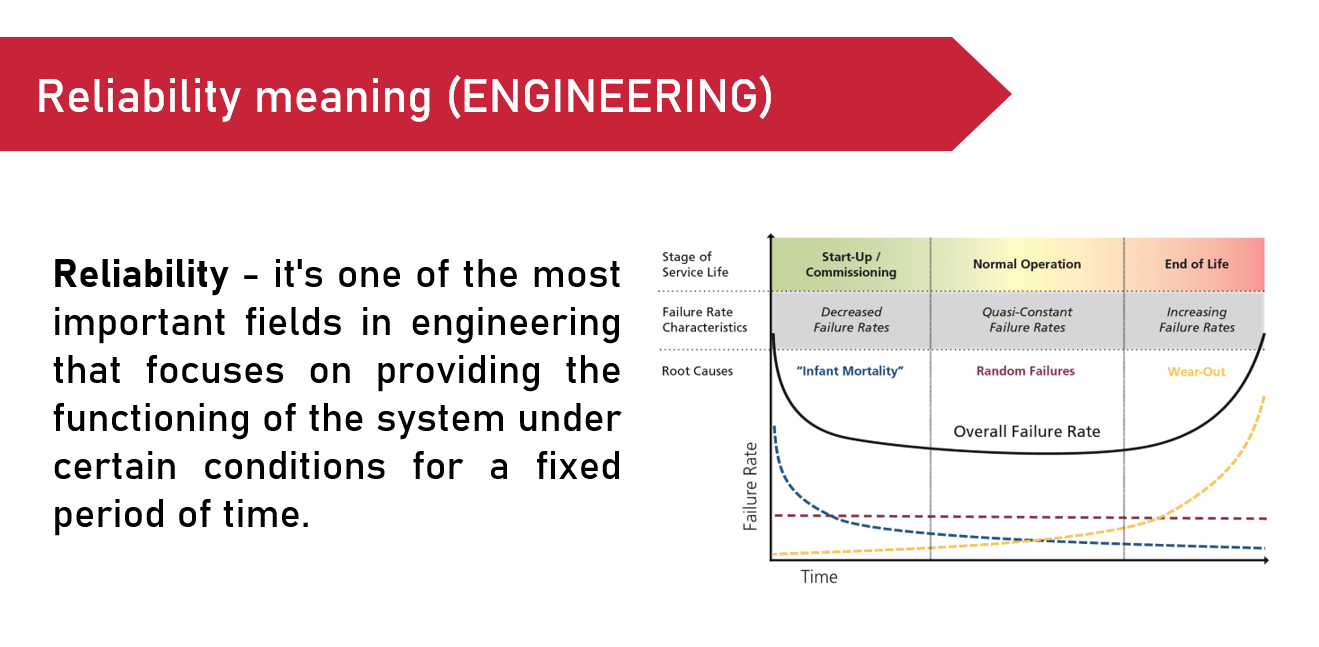 Reliability meaning (ENGINEERING)
Reliability - it's one of the most
important fields in engineering
that focuses on providing the
functioning of the system under
certain conditions for a fixed
period of time.
Stage of
Service Life
Start-Up /
Commissioning
Normal Operation
End of Life
Failure Rate
Characteristics
Decreased
Failure Rates
Quasi-Constant
Failure Rates
Increasing
Failure Rates
Root Causes
“Infant Mortality”
Random Failures
Wear-Out
Overall Failure Rate
Failure Rate
Time